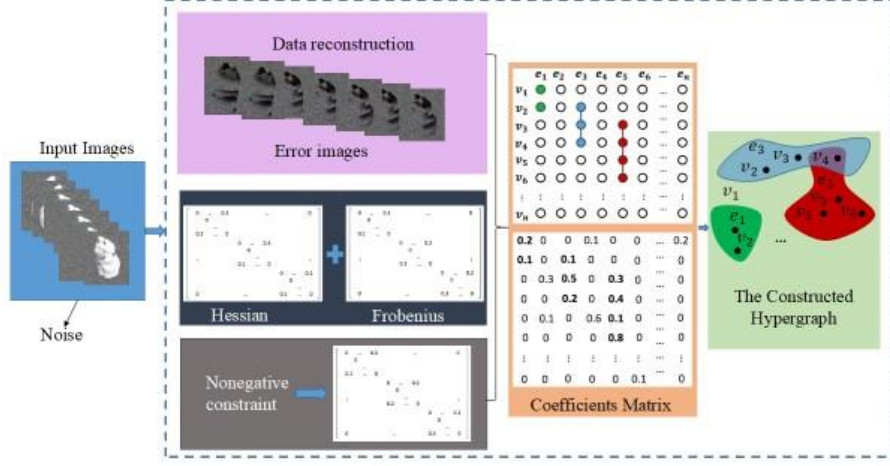 Input Images
Noise
Data reconstruction
Error images
Hessian
Frobenius
Nonegative
constraint
e1 e2 e3 e4 e5 e6 ... en
v1
v2
v3
v4
v5
v6
vn
0.2 0 0 0.1 0 0 ... 0.2
0.1 0 0.1 0 0 0 ... 0
0 0.3 0.5 0 0.3 0 ... 0
0 0 0.2 0 0.4 0 ... 0
0 0.1 0 0.6 0.1 0 ... 0
0 0 0 0 0.8 0 ... 0
0 0 0 0 0 0.1 ... 0
Coefficients Matrix
e3
v3
v4
v2
v1
e1
v2
...
The Constructed
Hypergraph